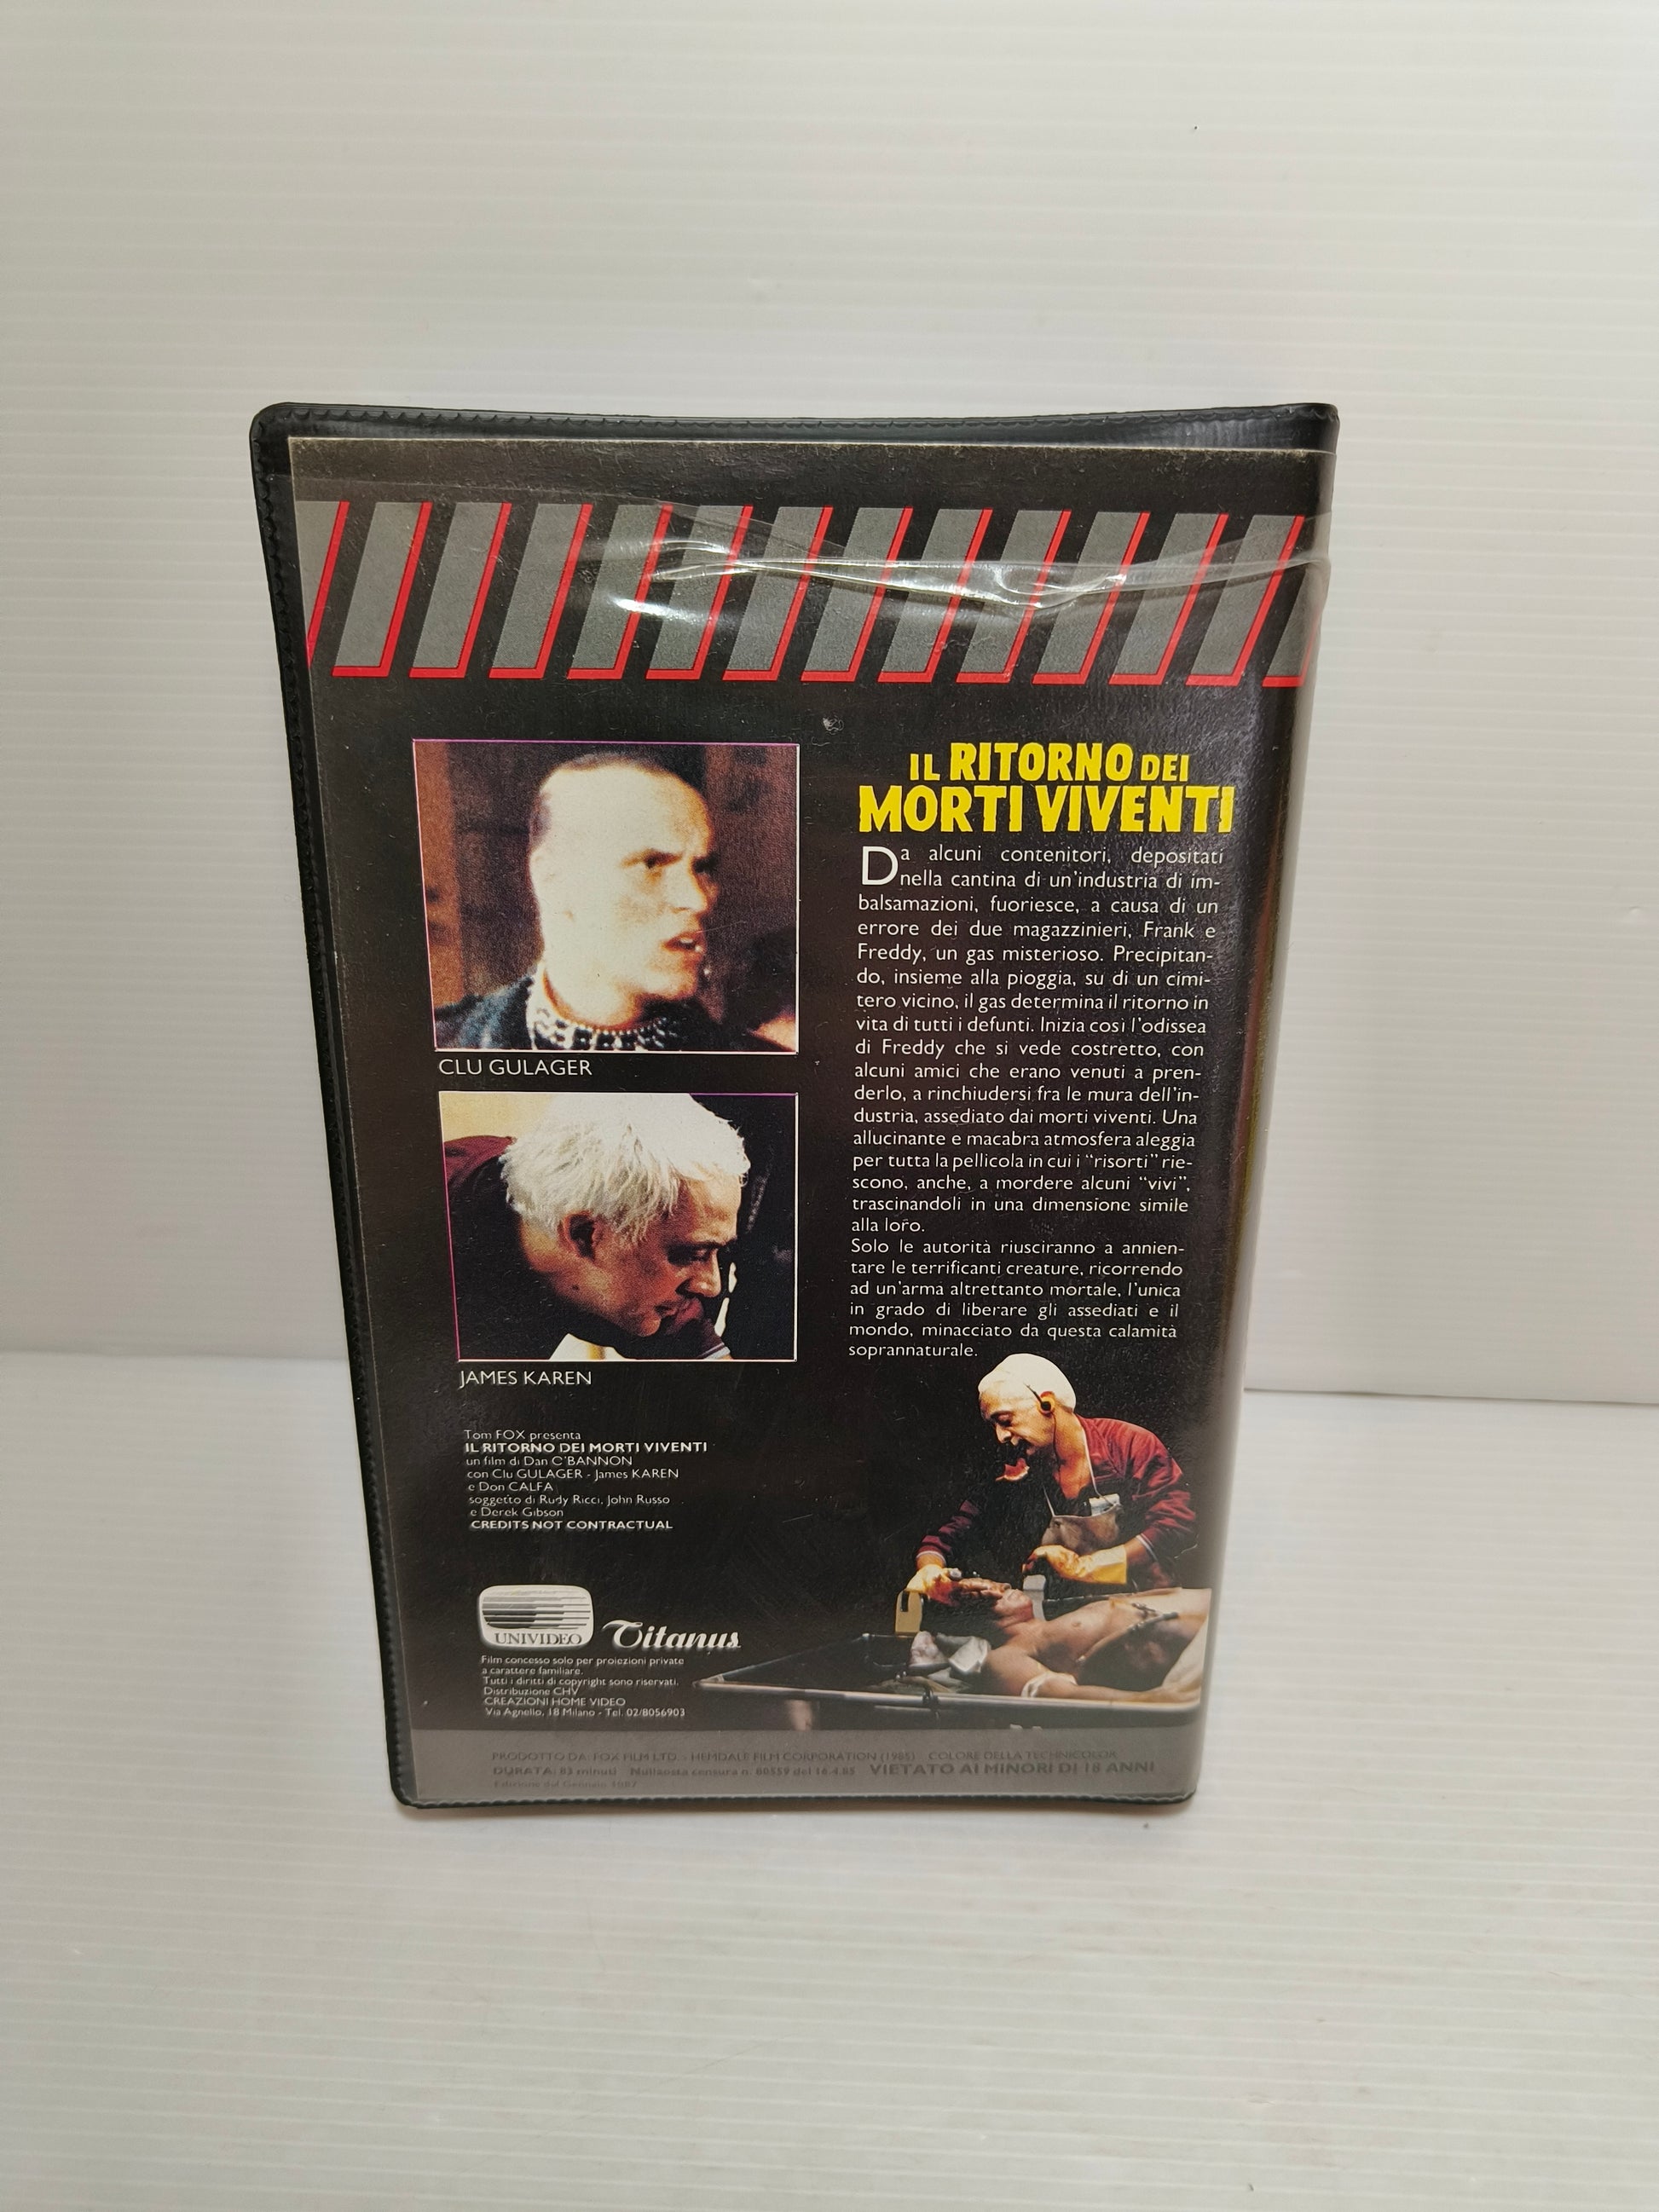 IL RITORNO DEI
MORTI VIVENTI
Da alcuni contenitori, depositati
nella cantina di un'industria di im-
balsamazioni, fuoriesce, a causa di un
errore dei due magazzinieri, Frank e
Freddy, un gas misterioso. Precipitan-
do, insieme alla pioggia, su di un cimi-
tero vicino, il gas determina il ritorno in
vita di tutti i defunti. Inizia così l'odissea
di Freddy che si vede costretto, con
alcuni amici che erano venuti a pren-
derlo, a rinchiudersi fra le mura dell'in-
dustria, assediato dai morti viventi. Una
allucinante e macabra atmosfera aleggia
per tutta la pellicola in cui i “risorti” rie-
scono, anche, a mordere alcuni “vivi”,
trascinandoli in una dimensione simile
alla loro.
Solo le autorità riusciranno a annien-
tare le terrificanti creature, ricorrendo
ad un'arma altrettanto mortale, l'unica
in grado di liberare gli assediati e il
mondo, minacciato da questa calamità
soprannaturale.
CLU GULAGER
JAMES KAREN
Tom FOX presenta
IL RITORNO DEI MORTI VIVENTI
un film di Dan O'BANNON
con Clu GULAGER - James KAREN
e Don CALFA
soggetto di Rudy Ricci, John Russo
e Derek Gibson
CREDITS NOT CONTRACTUAL
UNIVIDEO
Titanus
Film concesso solo per proiezioni private
a carattere familiare.
Tutti i diritti di copyright sono riservati.
Distribuzione CHV
CREAZIONI HOME VIDEO
Via Agnello, 18 Milano - Tel. 02/8056903
PRODOTTO DA: FOX FILM LTD. - HEMDALE FILM CORPORATION (1985) COLORE DELLA TECHNICOLOR
DURATA: 83 minuti Nullaosta censura n. 80559 del 16.4.85 VIETATO AI MINORI DI 18 ANNI
Edizione del Gennaio 1987